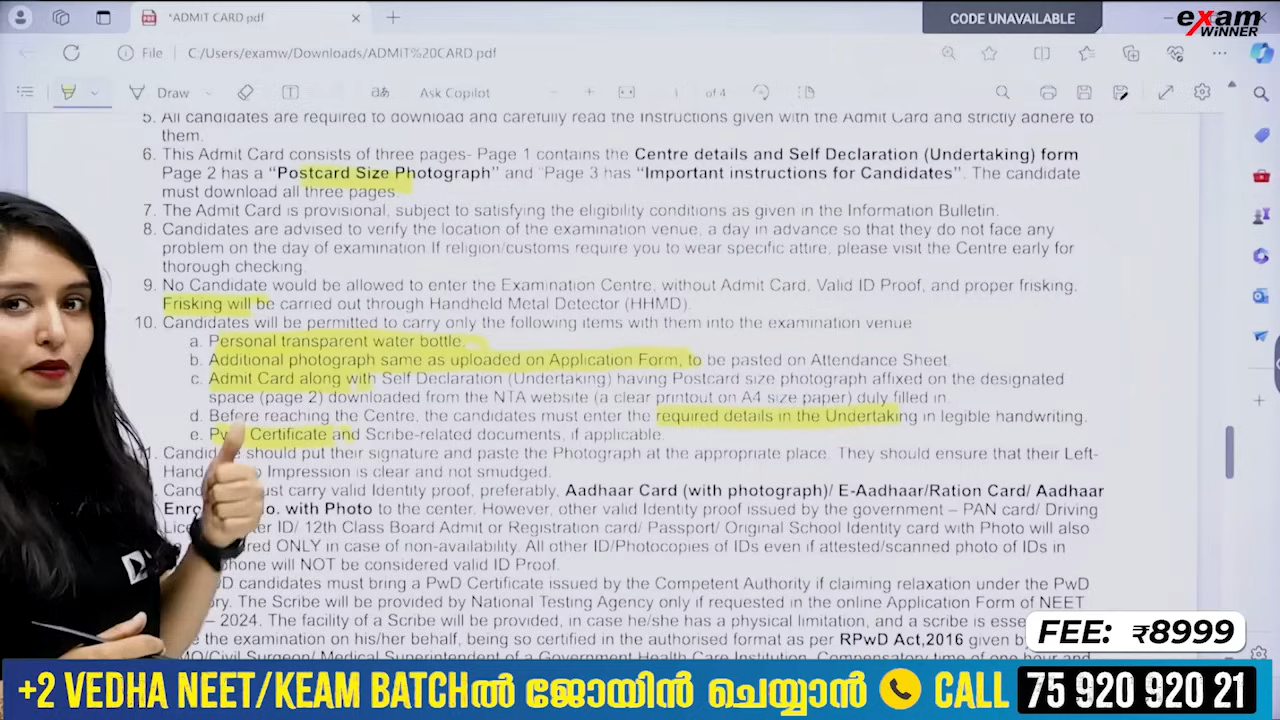 *ADMIT CARD.pdf
CODE UNAVAILABLE
exam
WiNNER
File
C:/Users/examw/Downloads/ADMIT%20CARD.pdf
Draw
Ask Copilot
of 4
5. All candidates are required to download and carefully read the Instructions given with the Admit Card and strictly adhere to
them.
6. This Admit Card consists of three pages- Page 1 contains the Centre details and Self Declaration (Undertaking) form
Page 2 has a “Postcard Size Photograph” and Page 3 has “Important instructions for Candidates”. The candidate
must download all three pages
7. The Admit Card is provisional, subject to satisfying the eligibility conditions as given in the Information Bulletin.
8. Candidates are advised to verify the location of the examination venue, a day in advance so that they do not face any
problem on the day of examination If religion/customs require you to wear specific attire, please visit the Centre early for
thorough checking.
9. No Candidate would be allowed to enter the Examination Centre, without Admit Card, Valid ID Proof, and proper frisking.
Frisking will be carried out through Handheld Metal Detector (HHMD).
10. Candidates will be permitted to carry only the following items with them into the examination venue
a. Personal transparent water bottle.
b. Additional photograph same as uploaded on Application Form, to be pasted on Attendance Sheet.
c. Admit Card along with Self Declaration (Undertaking) having Postcard size photograph affixed on the designated
space (page 2) downloaded from the NTA website (a clear printout on A4 size paper) duly filled in.
d. Before reaching the Centre, the candidates must enter the required details in the Undertaking in legible handwriting.
e. Certificate and Scribe-related documents, if applicable.
should put their signature and paste the Photograph at the appropriate place. They should ensure that their Left-
Hand Impression is clear and not smudged.
must carry valid Identity proof, preferably, Aadhaar Card (with photograph)/ E-Aadhaar/Ration Card/ Aadhaar
with Photo to the center. However, other valid Identity proof issued by the government – PAN card/ Driving
ID/ 12th Class Board Admit or Registration card/ Passport/ Original School Identity card with Photo will also
ONLY in case of non-availability. All other ID/Photocopies of IDs even if attested/scanned photo of IDs in
phone will NOT be considered valid ID Proof.
candidates must bring a PwD Certificate issued by the Competent Authority if claiming relaxation under the PwD
The Scribe will be provided by National Testing Agency only if requested in the online Application Form of NEET
– 2024. The facility of a Scribe will be provided, in case he/she has a physical limitation, and a scribe is
the examination on behalf, being so certified in the authorised format as per RPwD Act,2016 given
Surgeon/ Medical Superintendent of a Government Health Care Institution. Compensatory time of one hour and
FEE: ₹8999
+2 VEDHA NEET/KEAM BATCHൽ ജോയിൻ ചെയ്യാൻ CALL 75 920 920 21